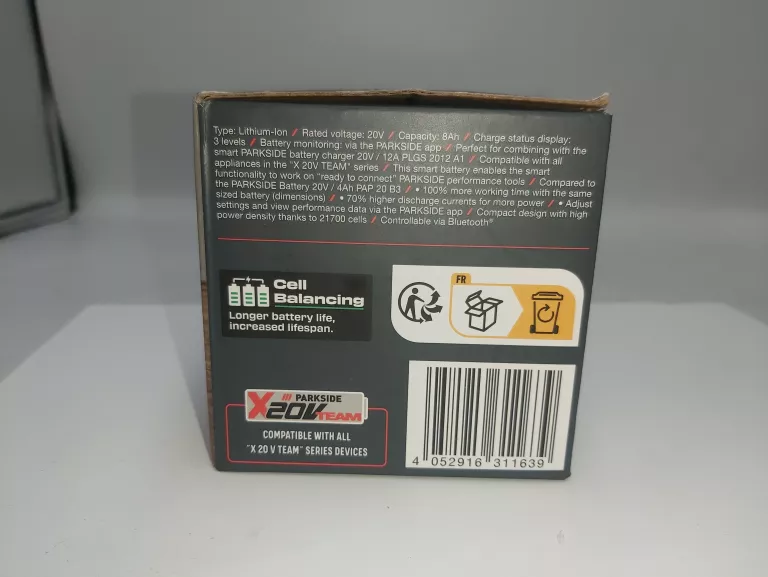 Type: Lithium-Ion / Rated voltage: 20V / Capacity: 8Ah / Charge status display:
3 levels / Battery monitoring: via the PARKSIDE app / Perfect for combining with the
smart PARKSIDE battery charger 20V / 12A PLGS 2012 A1 / Compatible with all
appliances in the "X 20V TEAM" series / This smart battery enables the smart
functionality to work on "ready to connect" PARKSIDE performance tools / Compared to
the PARKSIDE Battery 20V / 4Ah PAP 20 B3 / • 100% more working time with the same
sized battery (dimensions) / • 70% higher discharge currents for more power / • Adjust
settings and view performance data via the PARKSIDE app / Compact design with high
power density thanks to 21700 cells / Controllable via Bluetooth®
Cell
Balancing
Longer battery life,
increased lifespan.
FR
/// PARKSIDE
X20V TEAM
COMPATIBLE WITH ALL
"X 20 V TEAM" SERIES DEVICES
4 052916 311639